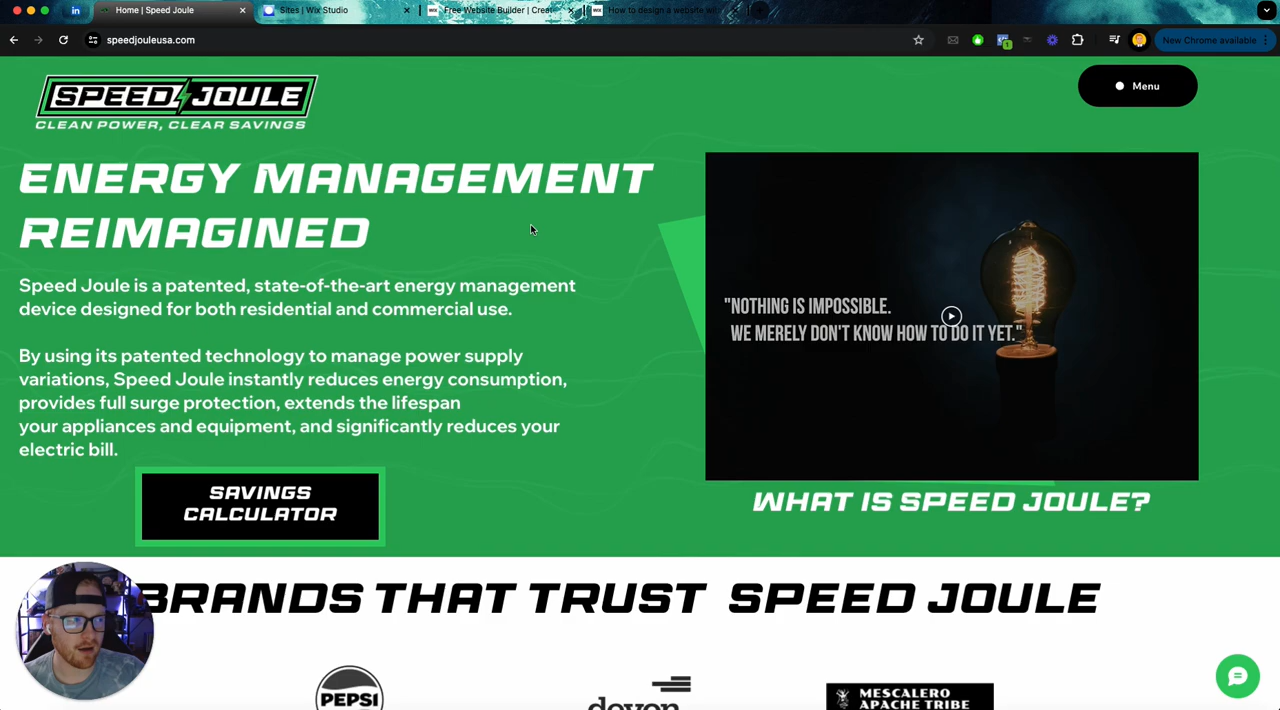 Home | Speed Joule
Sites | Wix Studio
Free Website Builder | Creat
How to design a website wit
speedjouleusa.com
New Chrome available
SPEED JOULE
CLEAN POWER, CLEAR SAVINGS
Menu
ENERGY MANAGEMENT
REIMAGINED
Speed Joule is a patented, state-of-the-art energy management
device designed for both residential and commercial use.
By using its patented technology to manage power supply
variations, Speed Joule instantly reduces energy consumption,
provides full surge protection, extends the lifespan
your appliances and equipment, and significantly reduces your
electric bill.
SAVINGS
CALCULATOR
"NOTHING IS IMPOSSIBLE.
WE MERELY DON'T KNOW HOW TO DO IT YET."
WHAT IS SPEED JOULE?
BRANDS THAT TRUST SPEED JOULE
PEPSI
devon
MESCALERO
APACHE TRIBE